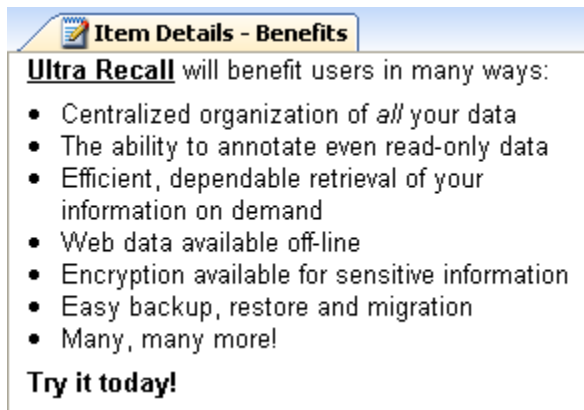 Item Details - Benefits
Ultra Recall will benefit users in many ways:
• Centralized organization of all your data
• The ability to annotate even read-only data
• Efficient, dependable retrieval of your
information on demand
• Web data available off-line
• Encryption available for sensitive information
• Easy backup, restore and migration
• Many, many more!
Try it today!